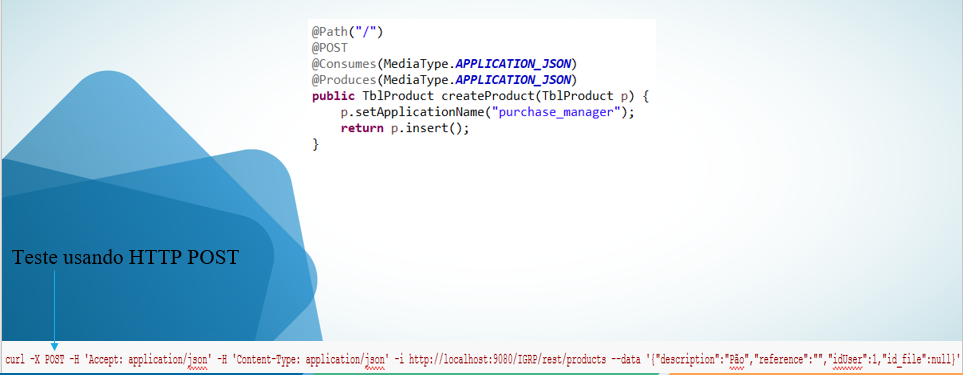 @Path("/")
@POST
@Consumes(MediaType.APPLICATION_JSON)
@Produces(MediaType.APPLICATION_JSON)
public TblProduct createProduct(TblProduct p) {
    p.setApplicationName("purchase_manager");
    return p.insert();
}
Teste usando HTTP POST
curl -X POST -H 'Accept: application/json' -H 'Content-Type: application/json' -i http://localhost:9080/IGRP/rest/products --data '{"description":"Pão","reference":"","idUser":1,"id_file":null}'